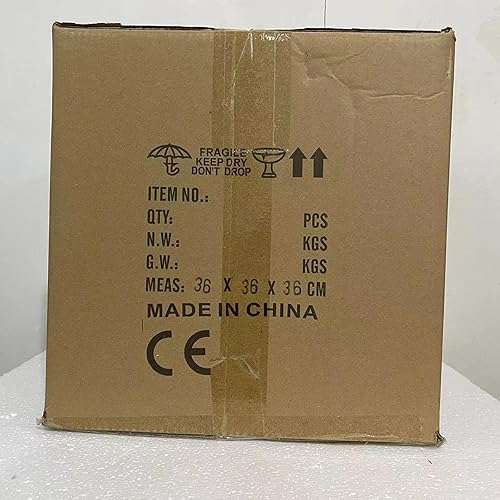 FRAGILE
KEEP DRY
DON'T DROP
ITEM NO.:
QTY: PCS
N.W.: KGS
G.W.: KGS
MEAS: 36 X 36 X 36 CM
MADE IN CHINA
CE